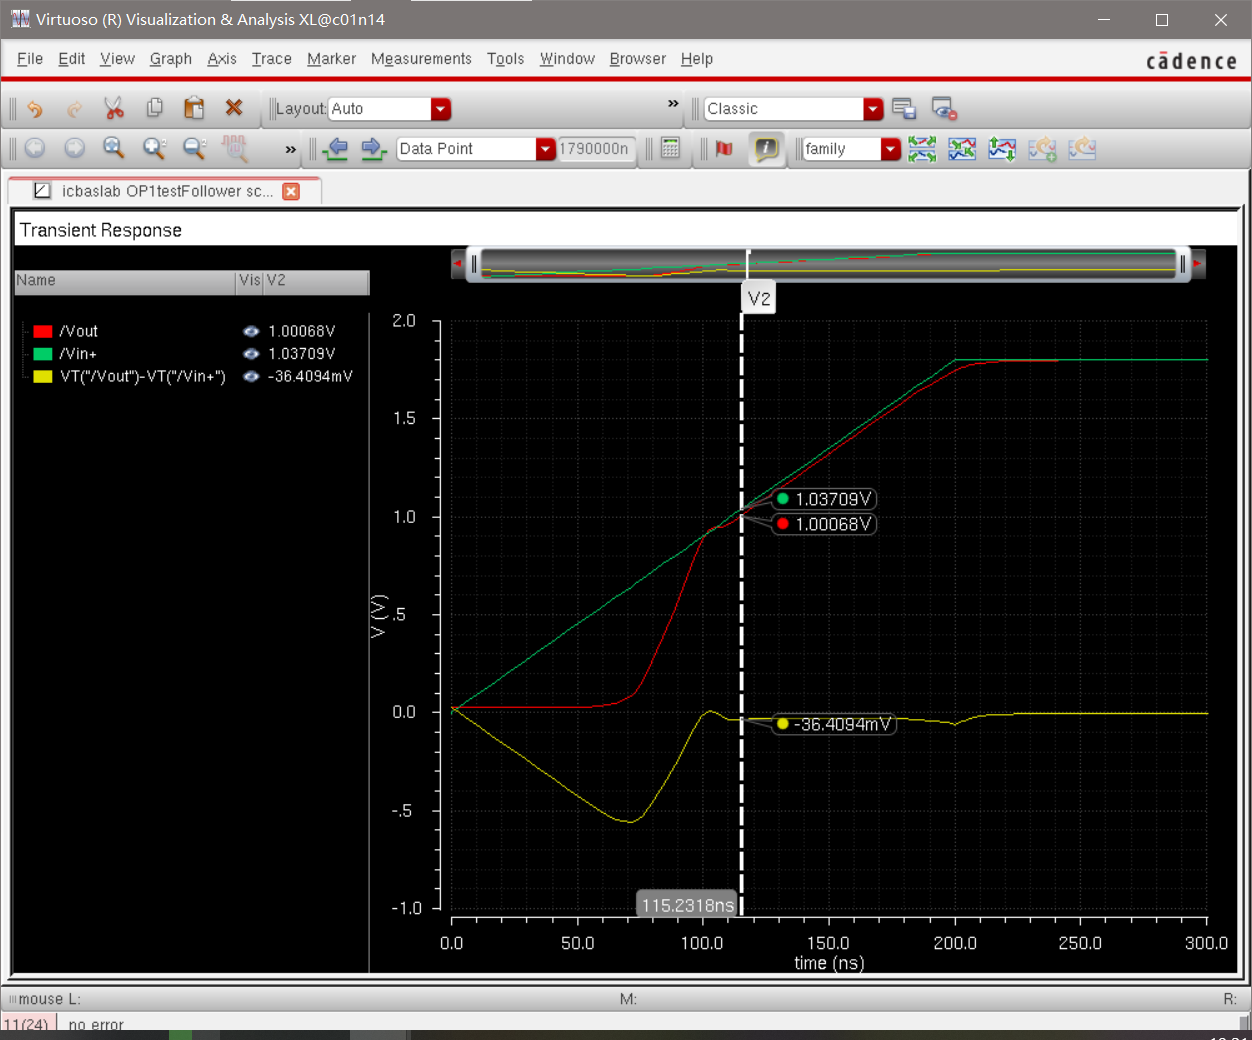 Virtuoso (R) Visualization & Analysis XL@c01n14
File Edit View Graph Axis Trace Marker Measurements Tools Window Browser Help
cādence
Layout: Auto
»
Classic
»
Data Point
1790000n
family
icbaslab OP1testFollower sc...
Transient Response
Name Vis V2
/Vout 1.00068V
/Vin+ 1.03709V
VT("/Vout")-VT("/Vin+") -36.4094mV
V2
2.0
1.5
1.0
.5
0.0
-.5
-1.0
V (V)
1.03709V
1.00068V
-36.4094mV
115.2318ns
0.0 50.0 100.0 150.0 200.0 250.0 300.0
time (ns)
mouse L: M: R:
11(24) no error